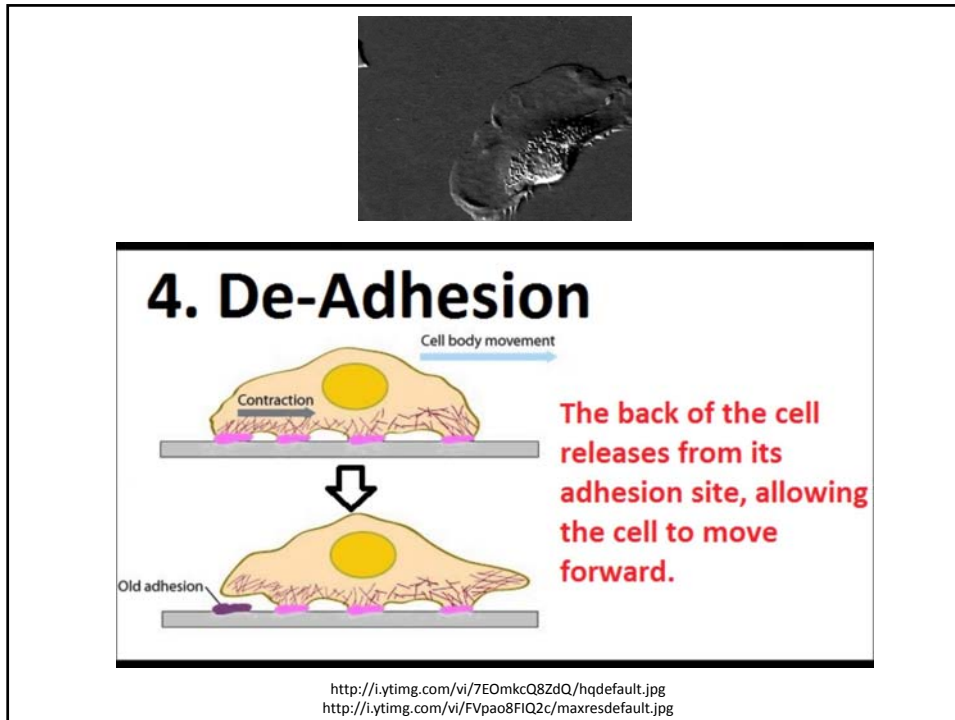 4. De-Adhesion
Cell body movement
Contraction
The back of the cell
releases from its
adhesion site, allowing
the cell to move
forward.
Old adhesion
http://i.ytimg.com/vi/7EOmkcQ8ZdQ/hqdefault.jpg
http://i.ytimg.com/vi/FVpao8FIQ2c/maxresdefault.jpg